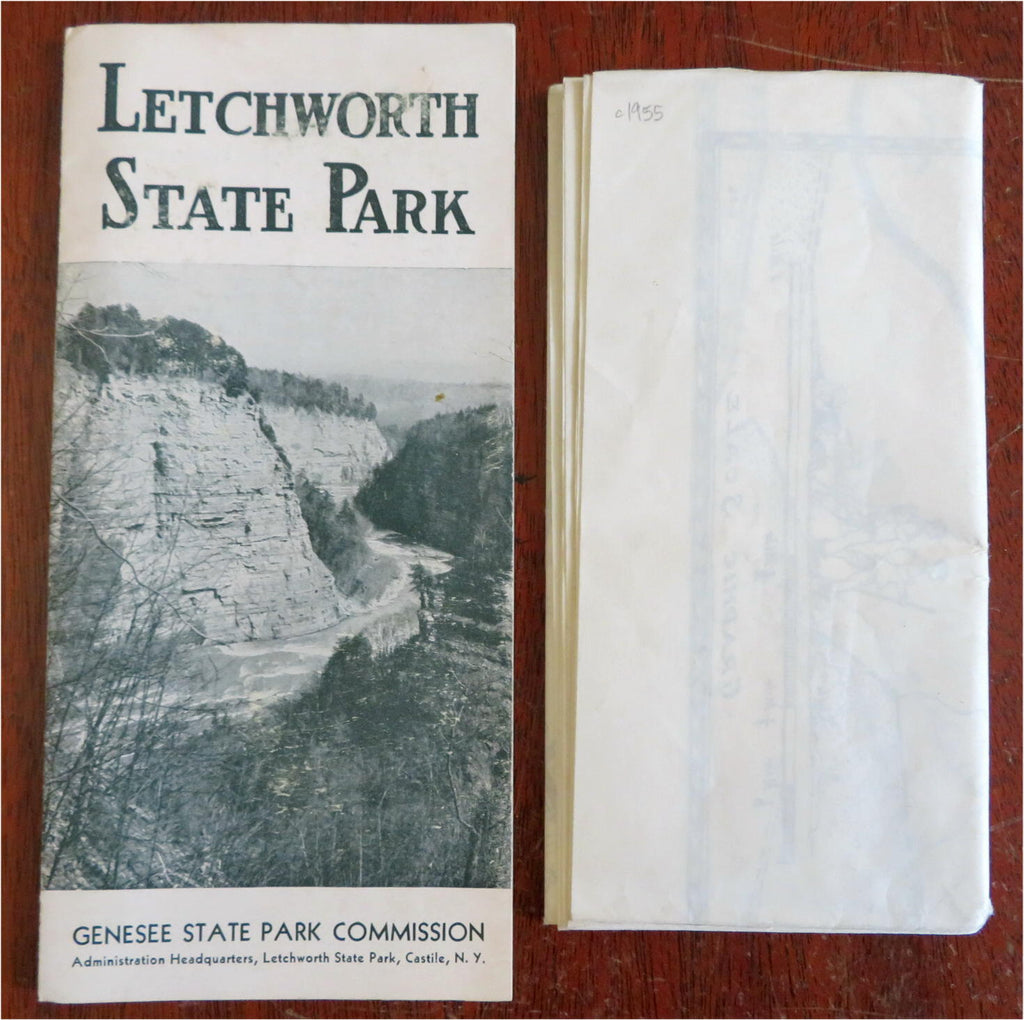 LETCHWORTH
STATE PARK
GENESEE STATE PARK COMMISSION
Administration Headquarters, Letchworth State Park, Castile, N. Y.
c1955